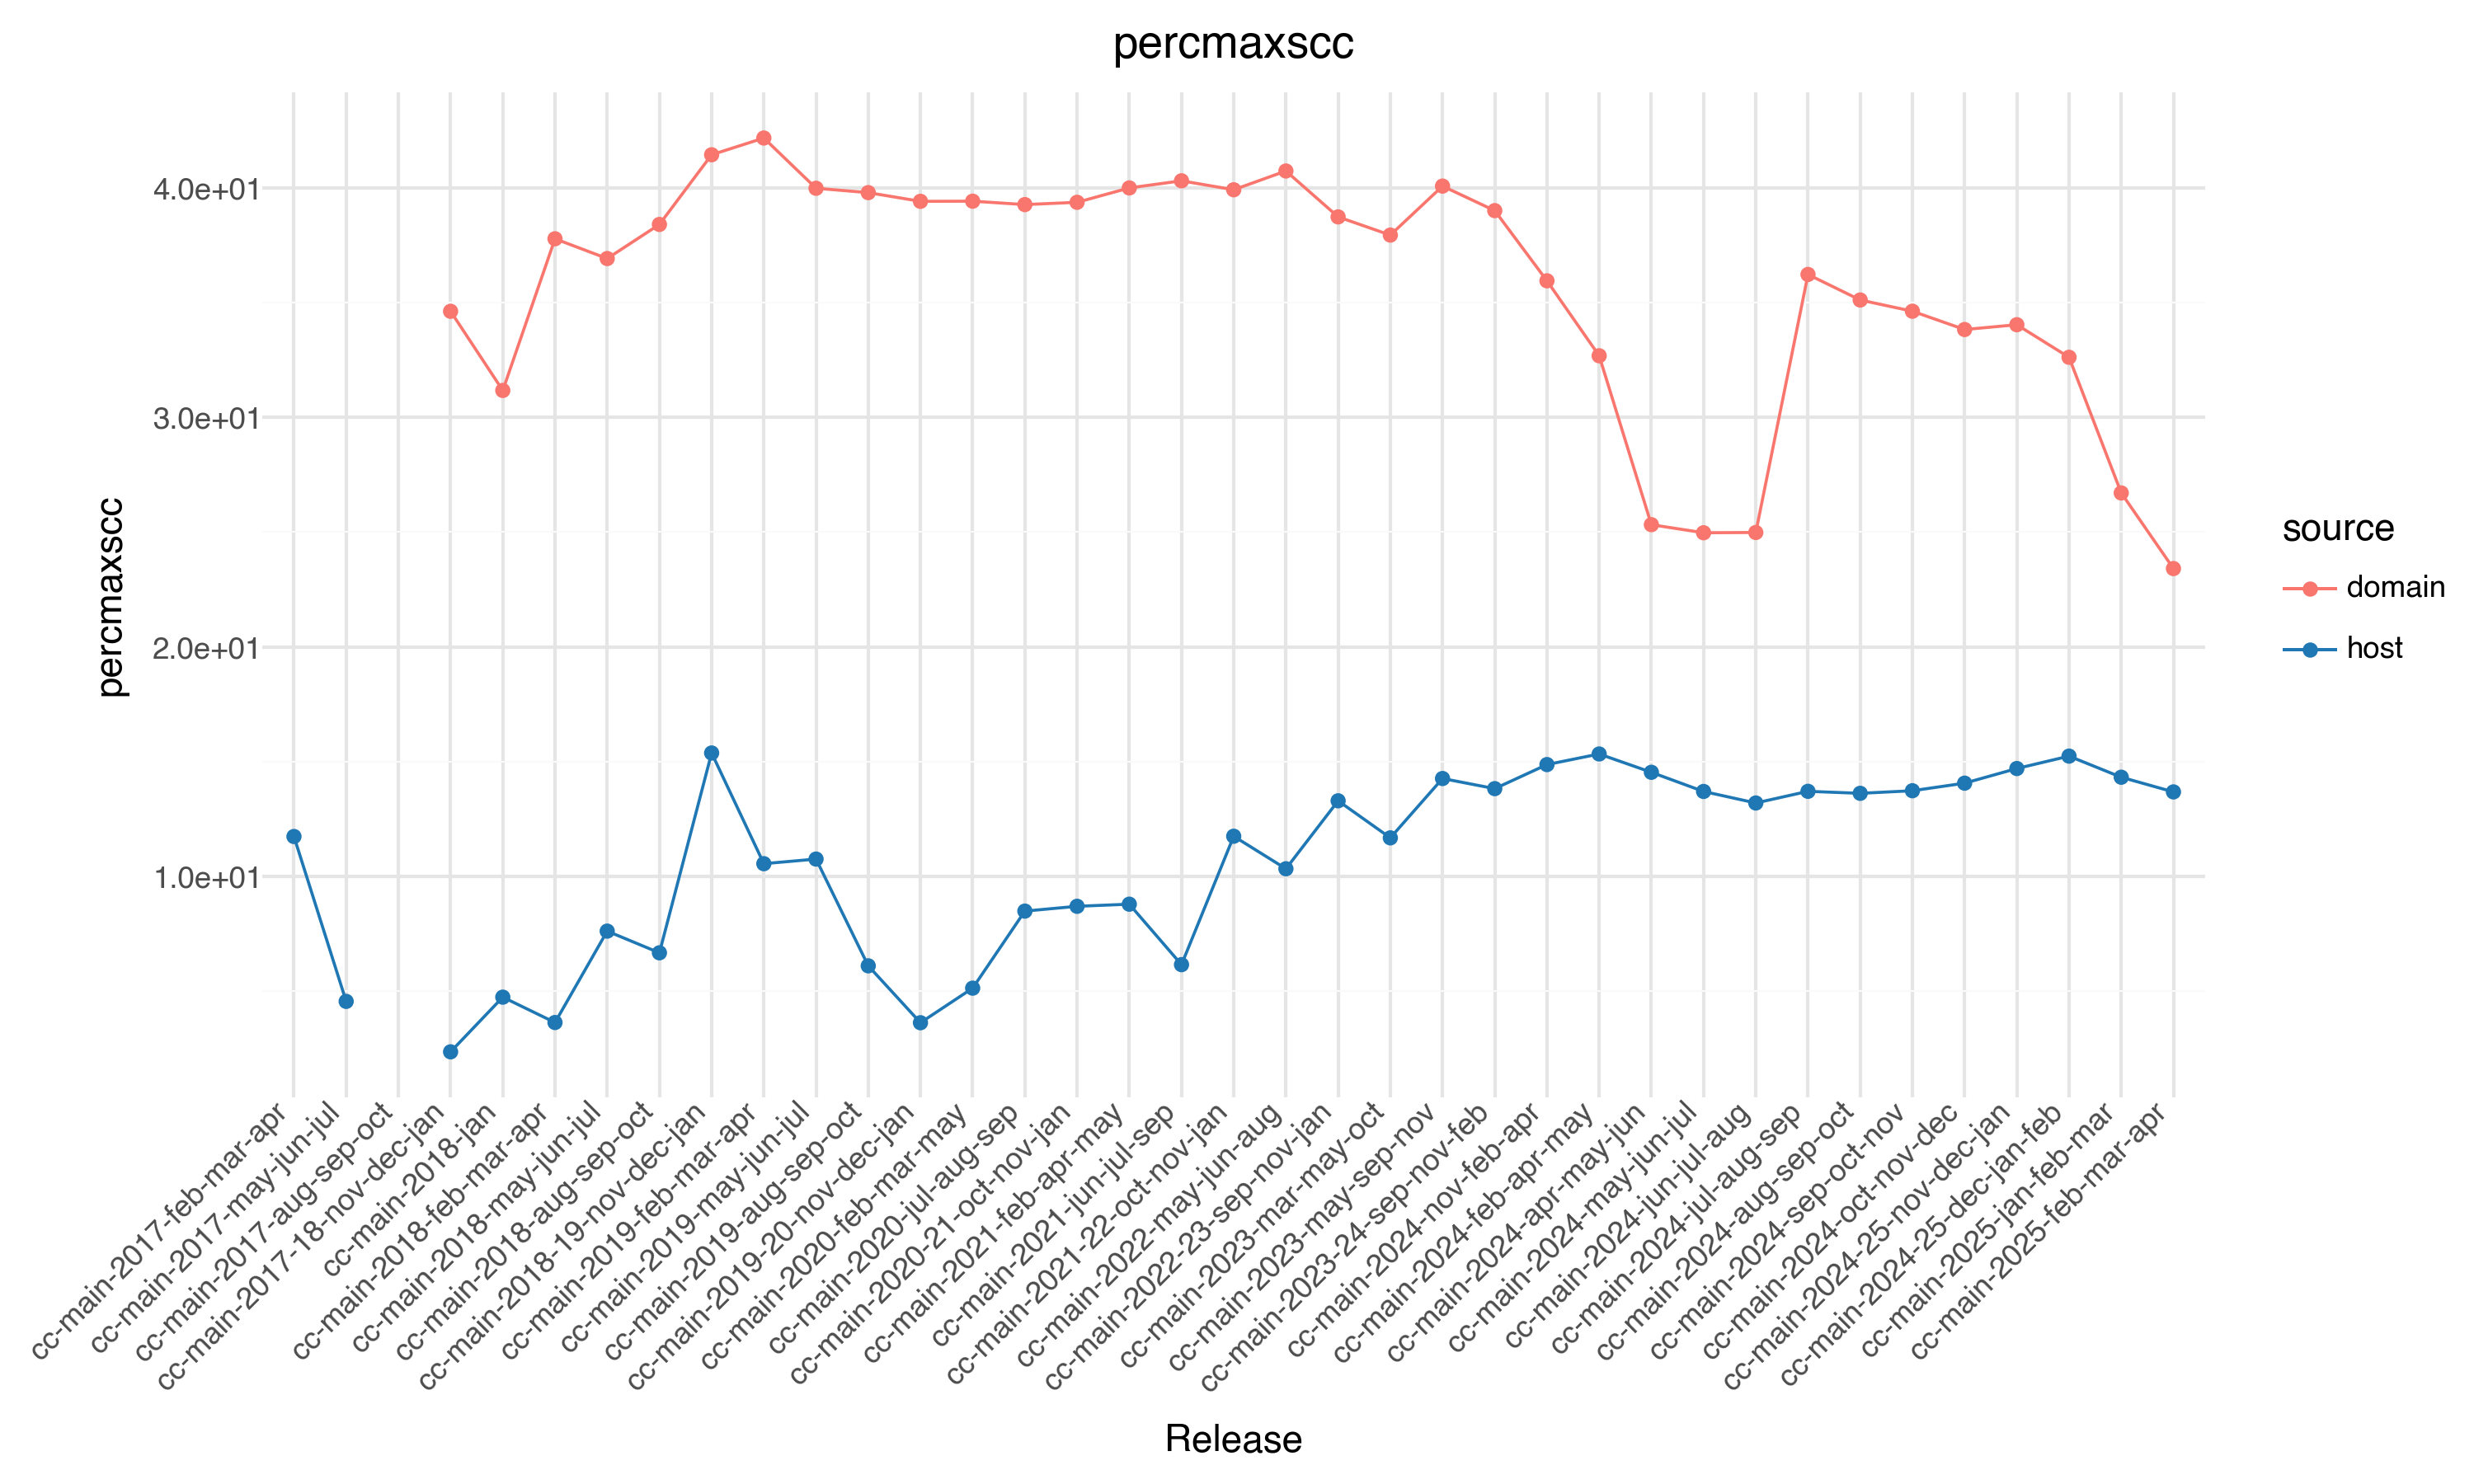 percmaxscc
percmaxscc
4.0e+01
3.0e+01
2.0e+01
1.0e+01
cc-main-2017-feb-mar-apr
cc-main-2017-may-jun-jul
cc-main-2017-aug-sep-oct
cc-main-2017-18-nov-dec-jan
cc-main-2018-jan
cc-main-2018-feb-mar-apr
cc-main-2018-may-jun-jul
cc-main-2018-aug-sep-oct
cc-main-2018-19-nov-dec-jan
cc-main-2019-feb-mar-apr
cc-main-2019-may-jun-jul
cc-main-2019-aug-sep-oct
cc-main-2019-20-nov-dec-jan
cc-main-2020-feb-mar-may
cc-main-2020-jul-aug-sep
cc-main-2020-21-oct-nov-jan
cc-main-2021-feb-apr-may
cc-main-2021-jun-jul-sep
cc-main-2021-22-oct-nov-jan
cc-main-2022-may-jun-aug
cc-main-2022-23-sep-nov-jan
cc-main-2023-mar-may-oct
cc-main-2023-may-sep-nov
cc-main-2023-24-sep-nov-feb
cc-main-2024-nov-feb-apr
cc-main-2024-feb-apr-may
cc-main-2024-apr-may-jun
cc-main-2024-may-jun-jul
cc-main-2024-jun-jul-aug
cc-main-2024-jul-aug-sep
cc-main-2024-aug-sep-oct
cc-main-2024-sep-oct-nov
cc-main-2024-oct-nov-dec
cc-main-2024-25-nov-dec-jan
cc-main-2024-25-dec-jan-feb
cc-main-2025-jan-feb-mar
cc-main-2025-feb-mar-apr
Release
source
domain
host